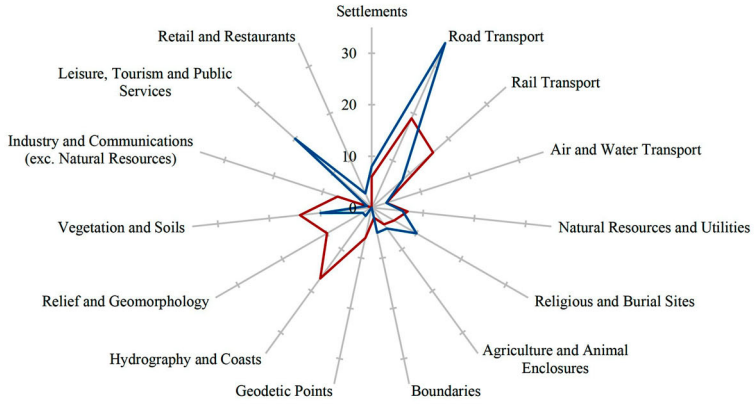 Settlements
Road Transport
Rail Transport
Air and Water Transport
Natural Resources and Utilities
Religious and Burial Sites
Agriculture and Animal
Enclosures
Boundaries
Geodetic Points
Hydrography and Coasts
Relief and Geomorphology
Vegetation and Soils
Industry and Communications
(exc. Natural Resources)
Leisure, Tourism and Public
Services
Retail and Restaurants
30
20
10
0